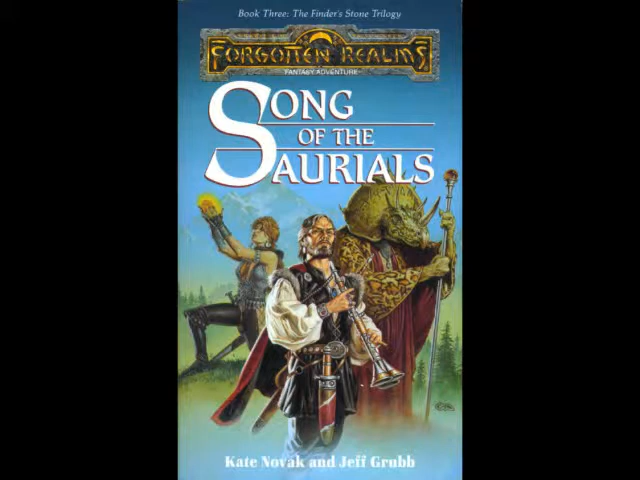 Book Three: The Finder's Stone Trilogy
FORGOTTEN REALMS
FANTASY ADVENTURE
SONG
OF THE
SAURIALS
Kate Novak and Jeff Grubb